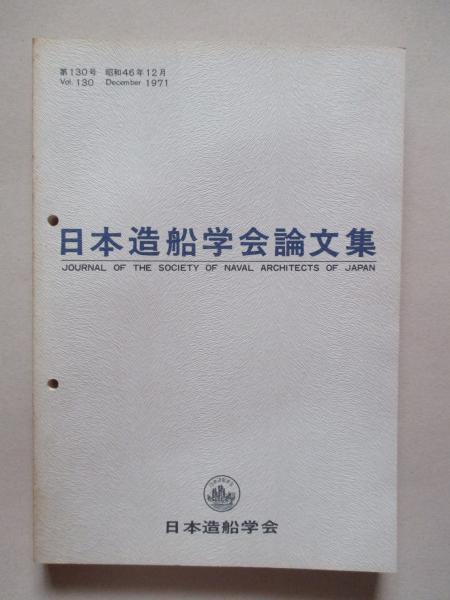 第130号 昭和46年12月
Vol. 130 December 1971
日本造船学会論文集
JOURNAL OF THE SOCIETY OF NAVAL ARCHITECTS OF JAPAN
日本造船学会